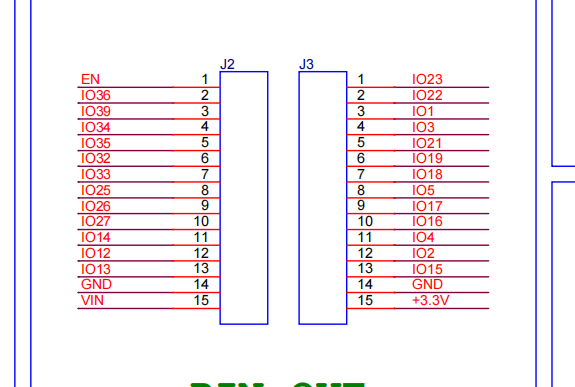 J2 J3
EN 1 1 IO23
IO36 2 2 IO22
IO39 3 3 IO1
IO34 4 4 IO3
IO35 5 5 IO21
IO32 6 6 IO19
IO33 7 7 IO18
IO25 8 8 IO5
IO26 9 9 IO17
IO27 10 10 IO16
IO14 11 11 IO4
IO12 12 12 IO2
IO13 13 13 IO15
GND 14 14 GND
VIN 15 15 +3.3V